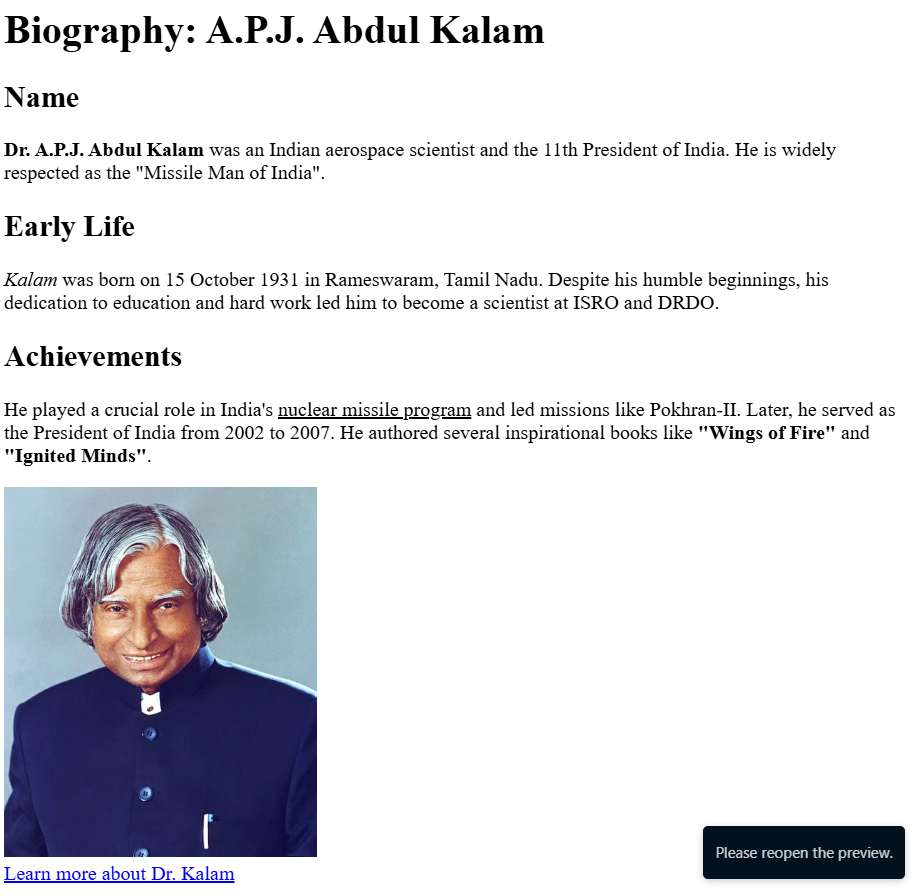 Biography: A.P.J. Abdul Kalam
Name
Dr. A.P.J. Abdul Kalam was an Indian aerospace scientist and the 11th President of India. He is widely
respected as the "Missile Man of India".
Early Life
Kalam was born on 15 October 1931 in Rameswaram, Tamil Nadu. Despite his humble beginnings, his
dedication to education and hard work led him to become a scientist at ISRO and DRDO.
Achievements
He played a crucial role in India's nuclear missile program and led missions like Pokhran-II. Later, he served as
the President of India from 2002 to 2007. He authored several inspirational books like "Wings of Fire" and
"Ignited Minds".
Learn more about Dr. Kalam
Please reopen the preview.